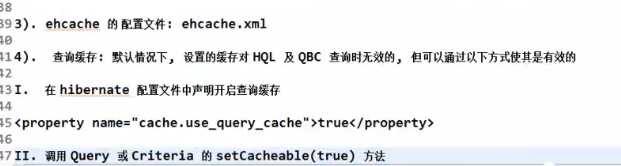 38
39 3). ehcache 的 配置文件: ehcache.xml
40
41 4). 查询缓存: 默认情况下, 设置的缓存对 HQL 及 QBC 查询时无效的, 但可以通过以下方式使其是有效的
42
43 I. 在 hibernate 配置文件中声明开启查询缓存
44
45 <property name="cache.use_query_cache">true</property>
46
47 II. 调用 Query 或 Criteria 的 setCacheable(true) 方法